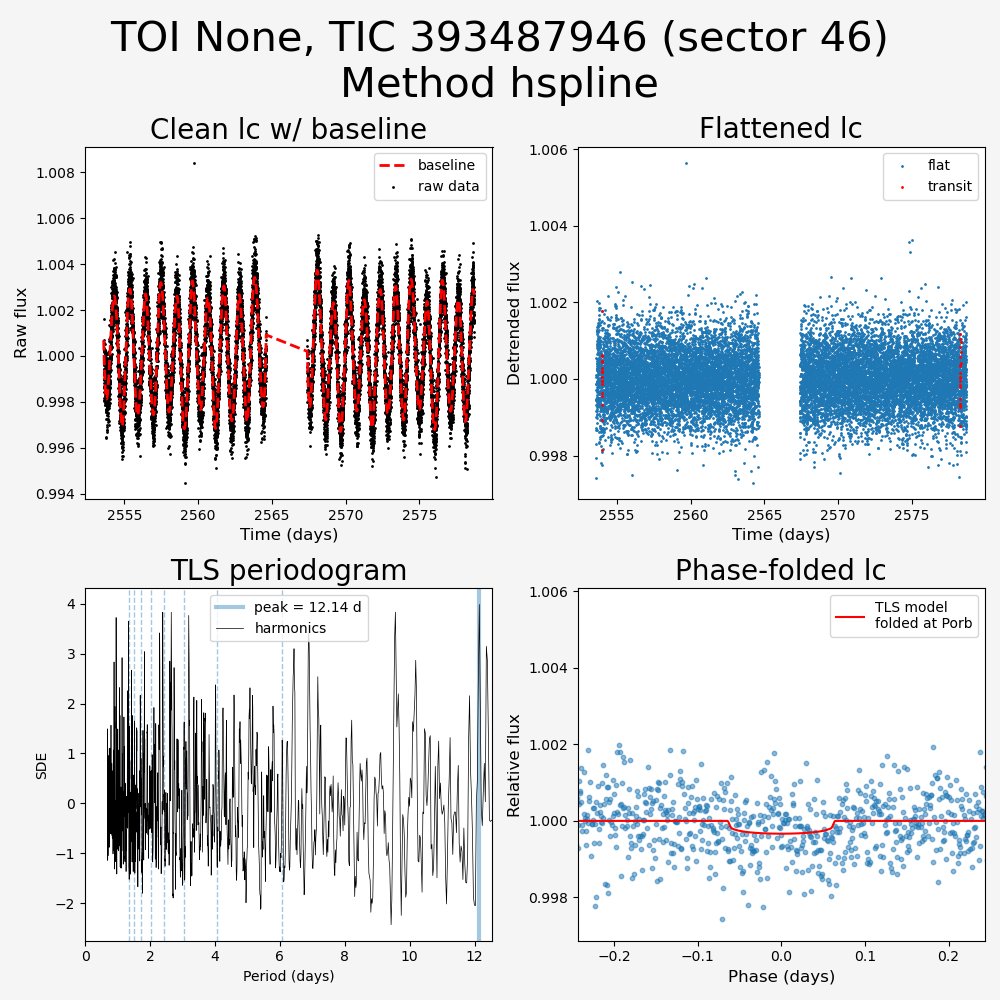 TOI None, TIC 393487946 (sector 46)
Method hspline
Clean lc w/ baseline
Raw flux
1.008
1.006
1.004
1.002
1.000
0.998
0.996
0.994
baseline
raw data
2555
2560
2565
2570
2575
Time (days)
Flattened lc
Detrended flux
1.006
1.004
1.002
1.000
0.998
flat
transit
2555
2560
2565
2570
2575
Time (days)
TLS periodogram
SDE
4
3
2
1
0
−1
−2
peak = 12.14 d
harmonics
0
2
4
6
8
10
12
Period (days)
Phase-folded lc
Relative flux
1.006
1.004
1.002
1.000
0.998
TLS model
folded at Porb
−0.2
−0.1
0.0
0.1
0.2
Phase (days)